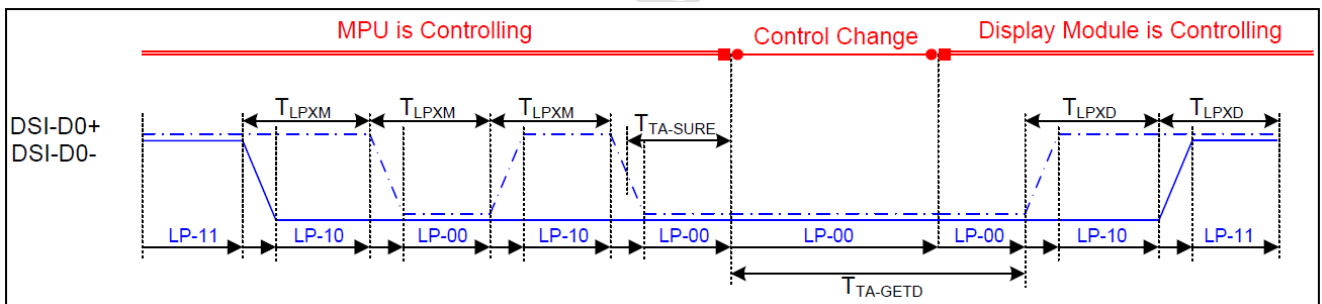 MPU is Controlling Control Change Display Module is Controlling
TLPXM TLPXM TLPXM TTA-SURE TLPXD TLPXD
DSI-D0+
DSI-D0-
LP-11 LP-10 LP-00 LP-10 LP-00 LP-00 LP-00 LP-10 LP-11
TTA-GETD